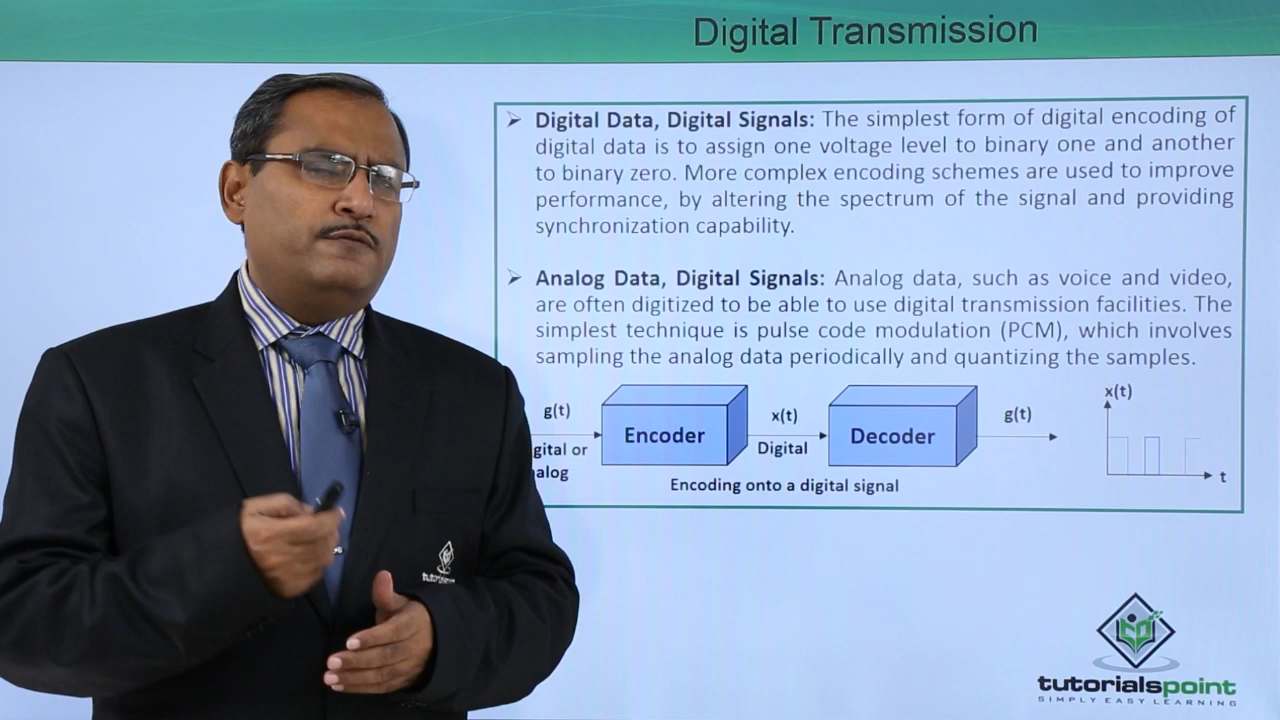 Digital Transmission
➢ Digital Data, Digital Signals: The simplest form of digital encoding of
digital data is to assign one voltage level to binary one and another
to binary zero. More complex encoding schemes are used to improve
performance, by altering the spectrum of the signal and providing
synchronization capability.
➢ Analog Data, Digital Signals: Analog data, such as voice and video,
are often digitized to be able to use digital transmission facilities. The
simplest technique is pulse code modulation (PCM), which involves
sampling the analog data periodically and quantizing the samples.
g(t)
gital or
alog
Encoder
x(t)
Digital
Decoder
g(t)
x(t)
t
Encoding onto a digital signal
tutorialspoint
SIMPLY EASY LEARNING